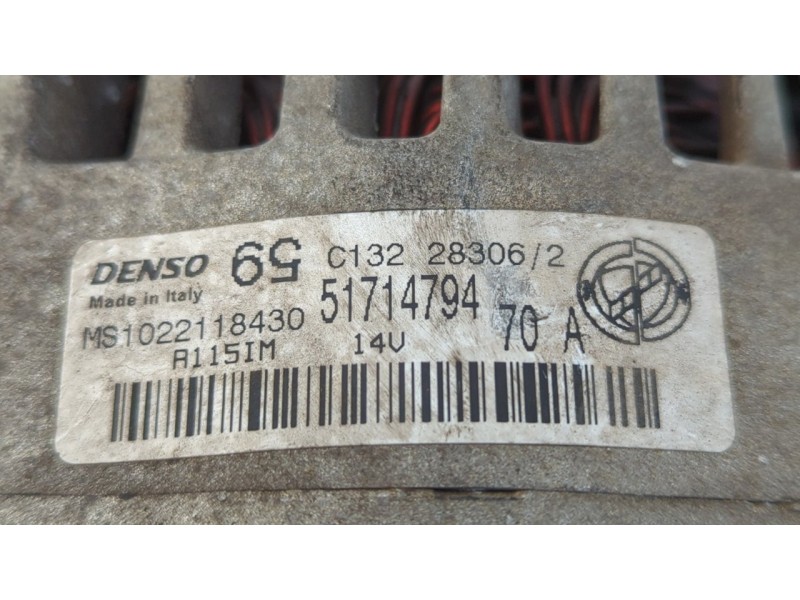 DENSO 59 C132 28306/2
Made in Italy 51714794
MS1022118430 70 A
A115IM 14V